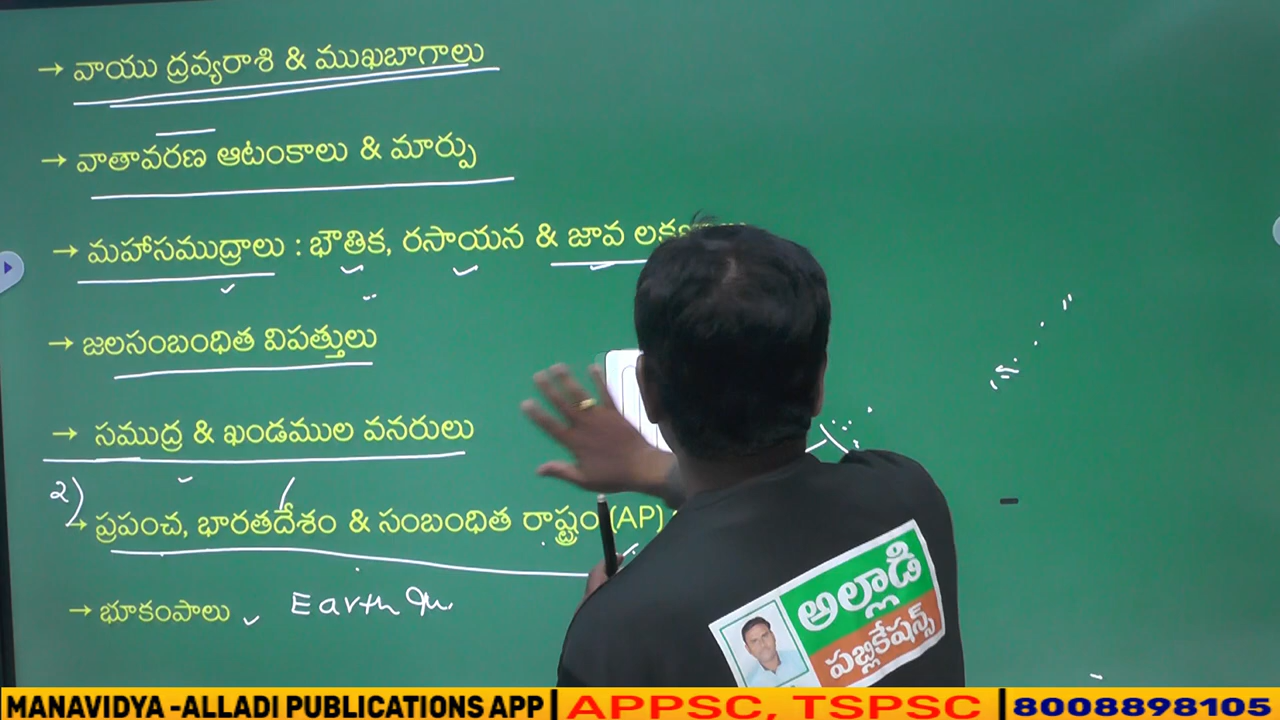 → వాయు ద్రవ్యరాశి & ముఖబాగాలు
→ వాతావరణ ఆటంకాలు & మార్పు
→ మహాసముద్రాలు : భౌతిక, రసాయన & జావ
→ జలసంబంధిత విపత్తులు
→ సముద్ర & ఖండముల వనరులు
2)
→ ప్రపంచ, భారతదేశం & సంబంధిత రాష్ట్రం (AP)
→ భూకంపాలు Earth
అల్లాడి
పబ్లికేషన్స్
MANAVIDYA -ALLADI PUBLICATIONS APP | APPSC, TSPSC | 8008898105